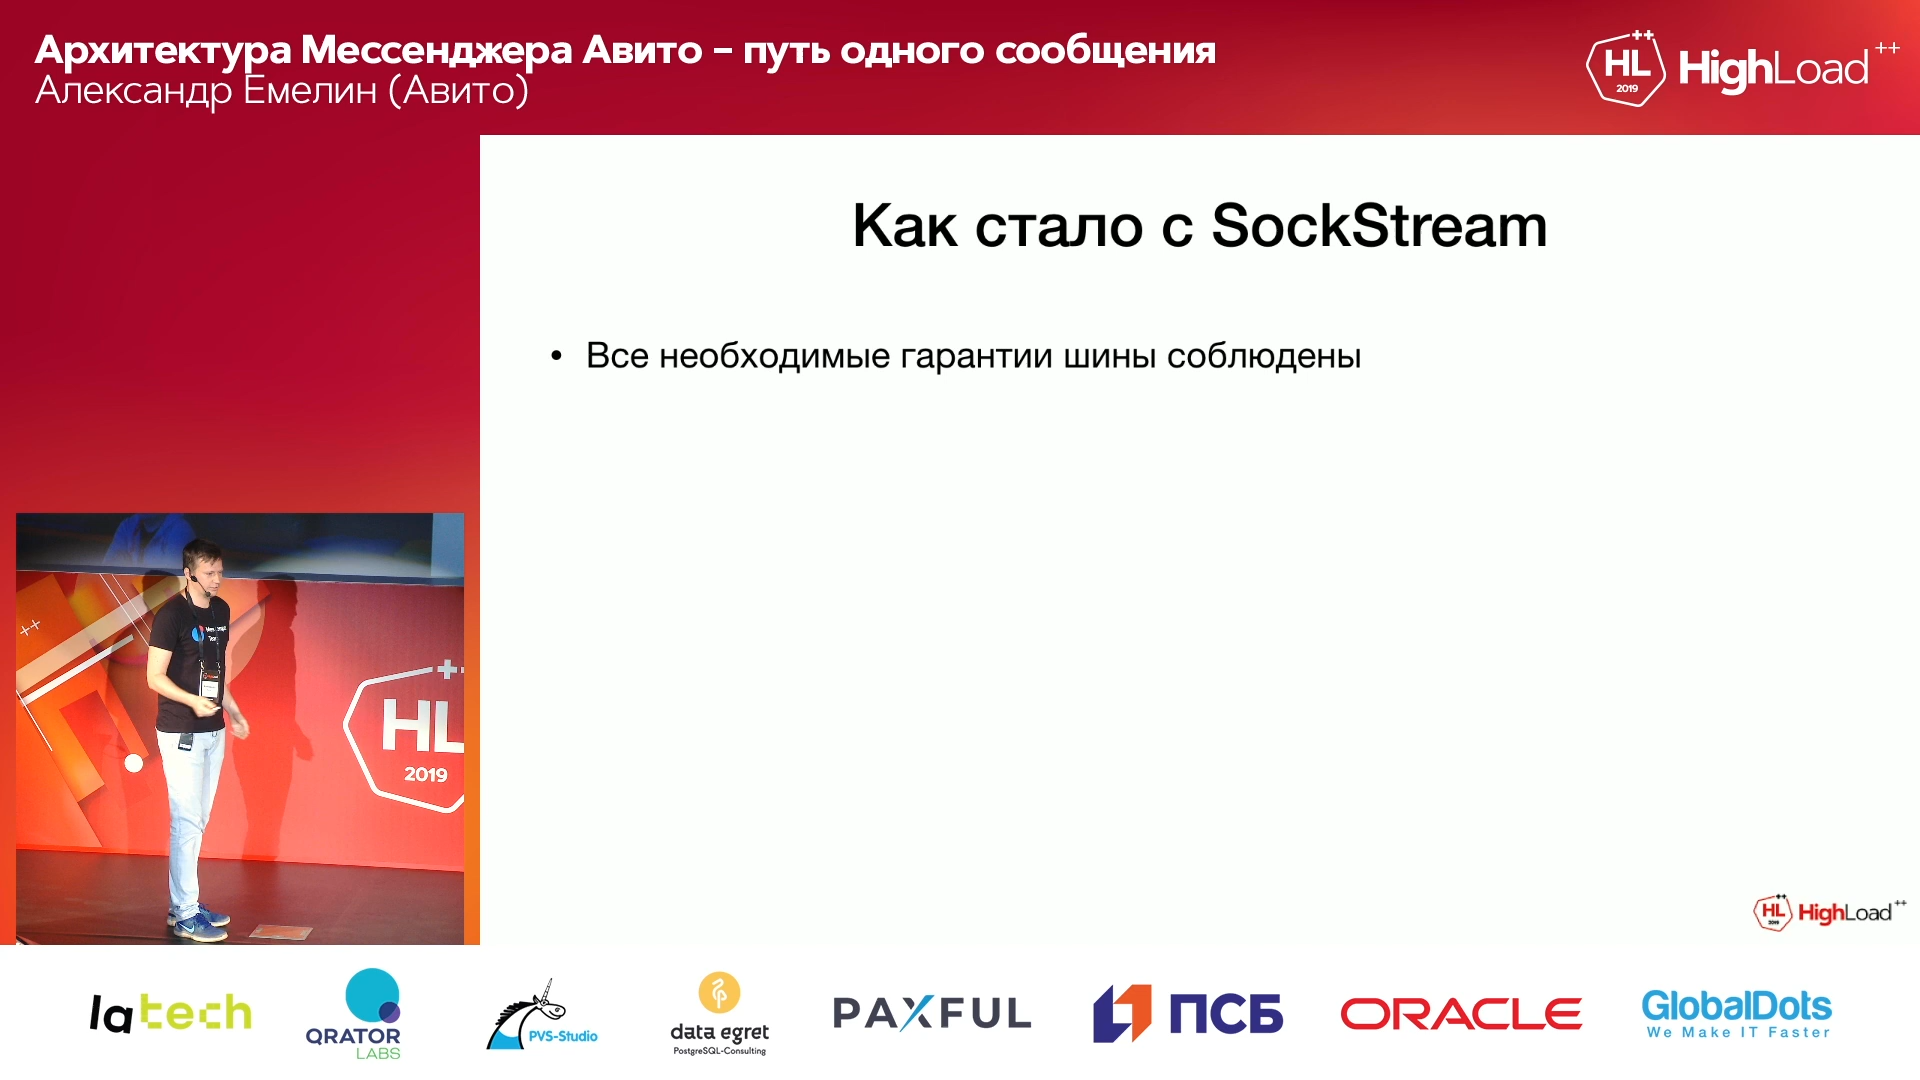 Архитектура Мессенджера Авито – путь одного сообщения
Александр Емелин (Авито)
HL
2019
HighLoad++
Как стало с SockStream
• Все необходимые гарантии шины соблюдены
++
HL
2019
HL
2019
HighLoad++
latech
QRATOR
LABS
PVS-Studio
data egret
PostgreSQL-Consulting
PAXFUL
ПСБ
ORACLE
GlobalDots
We Make IT Faster